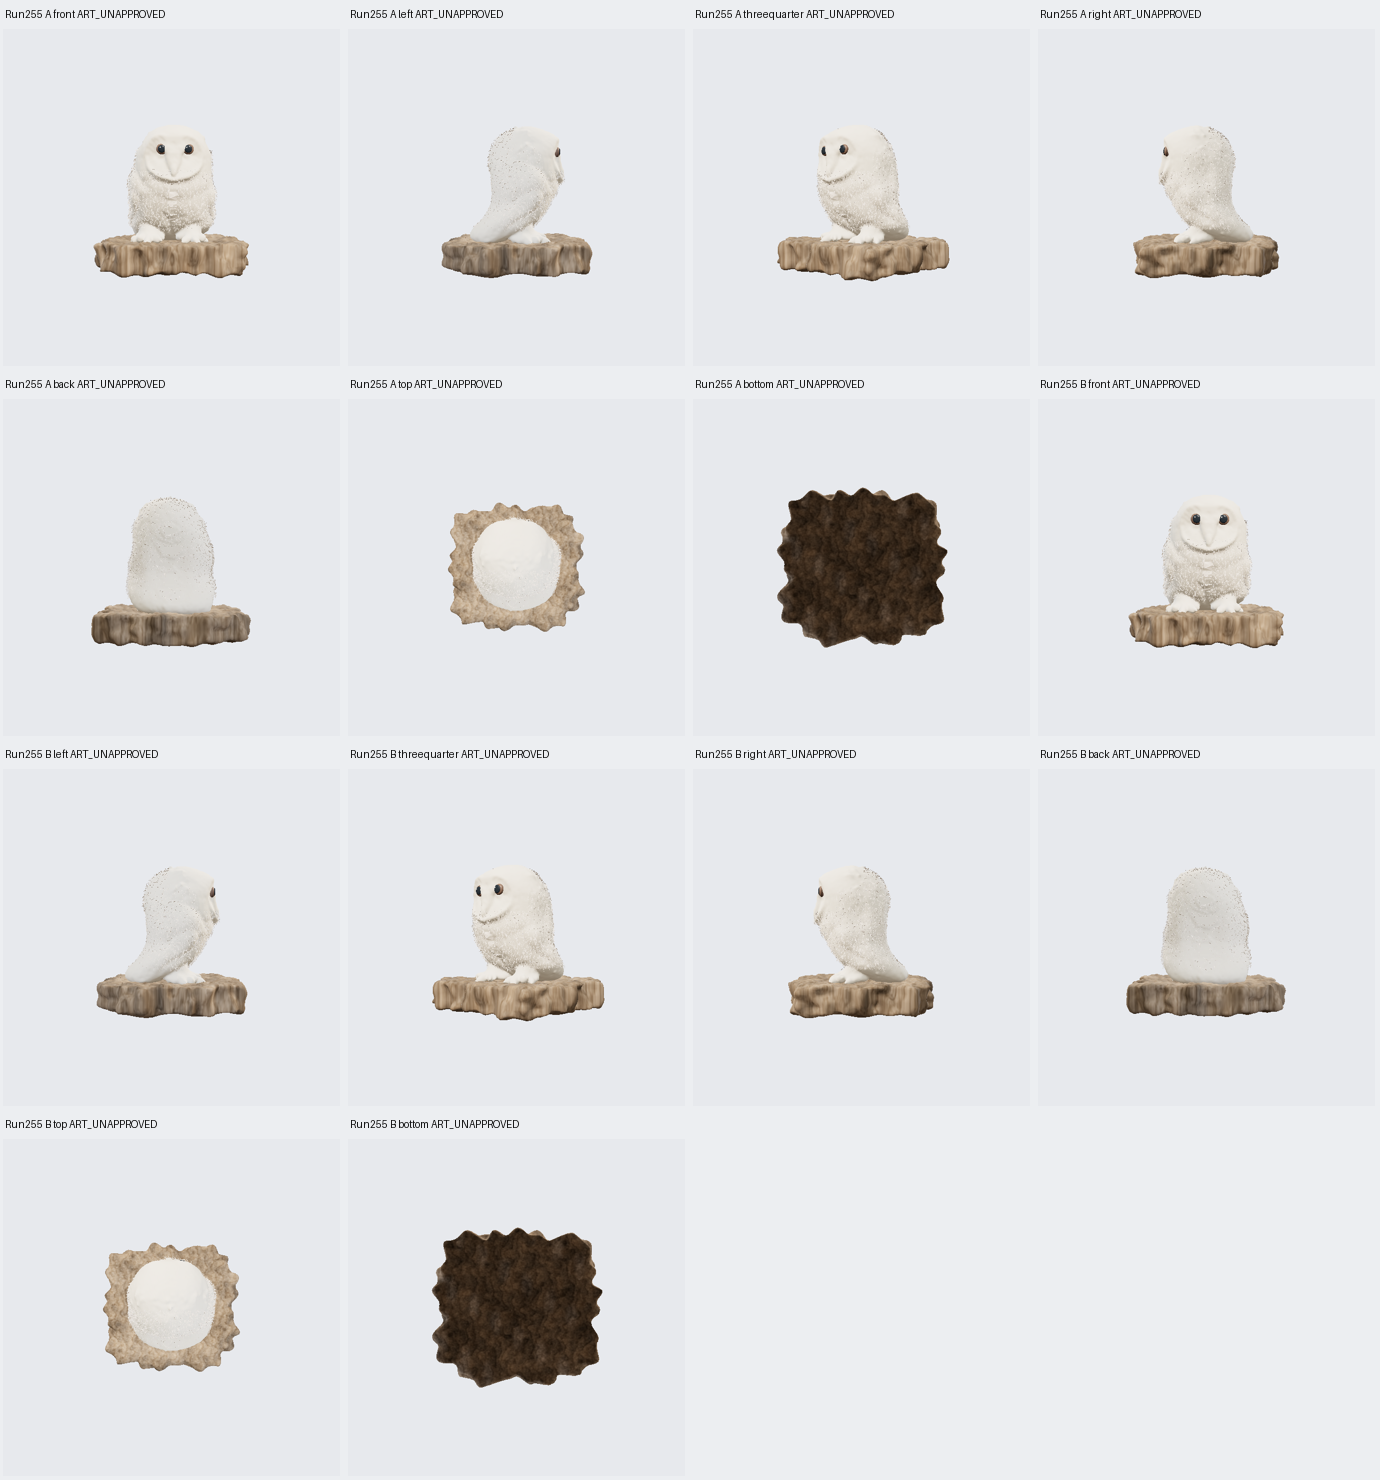 Run255 A front ART_UNAPPROVED
Run255 A left ART_UNAPPROVED
Run255 A threequarter ART_UNAPPROVED
Run255 A right ART_UNAPPROVED
Run255 A back ART_UNAPPROVED
Run255 A top ART_UNAPPROVED
Run255 A bottom ART_UNAPPROVED
Run255 B front ART_UNAPPROVED
Run255 B left ART_UNAPPROVED
Run255 B threequarter ART_UNAPPROVED
Run255 B right ART_UNAPPROVED
Run255 B back ART_UNAPPROVED
Run255 B top ART_UNAPPROVED
Run255 B bottom ART_UNAPPROVED